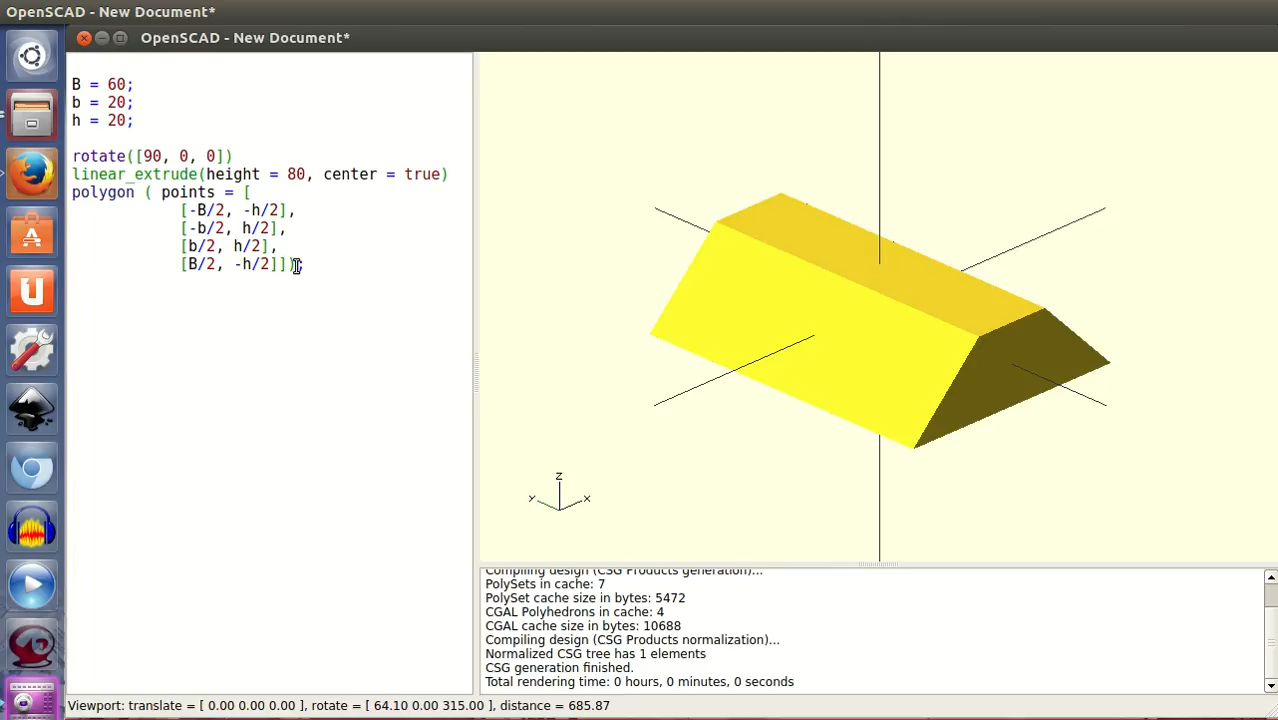 OpenSCAD - New Document*
OpenSCAD - New Document*
B = 60;
b = 20;
h = 20;
rotate([90, 0, 0])
linear_extrude(height = 80, center = true)
polygon ( points = [
[-B/2, -h/2],
[-b/2, h/2],
[b/2, h/2],
[B/2, -h/2]]);
Z
Y
X
Compiling design (CSG Products generation)...
PolySets in cache: 7
PolySet cache size in bytes: 5472
CGAL Polyhedrons in cache: 4
CGAL cache size in bytes: 10688
Compiling design (CSG Products normalization)...
Normalized CSG tree has 1 elements
CSG generation finished.
Total rendering time: 0 hours, 0 minutes, 0 seconds
Viewport: translate = [ 0.00 0.00 0.00 ], rotate = [ 64.10 0.00 315.00 ], distance = 685.87